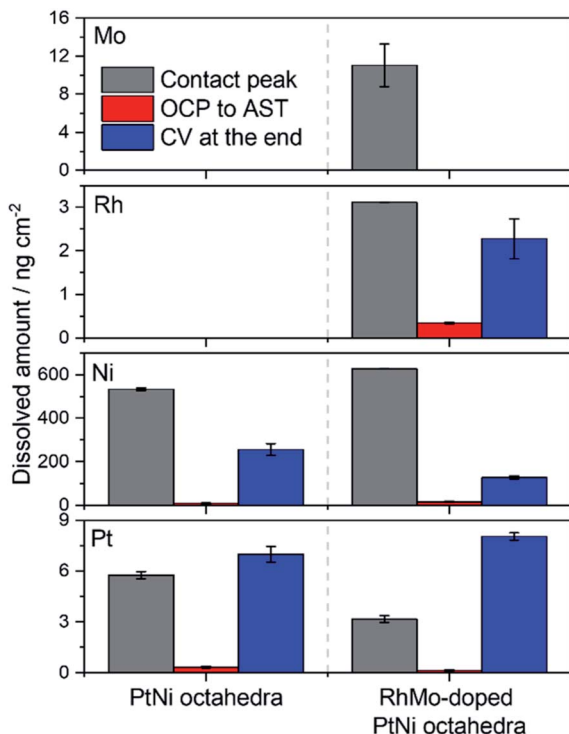 Mo
16
12
8
4
0
Contact peak
OCP to AST
CV at the end
Rh
3
2
1
0
Ni
600
400
200
0
Pt
9
6
3
0
Dissolved amount / ng cm⁻²
PtNi octahedra
RhMo-doped
PtNi octahedra